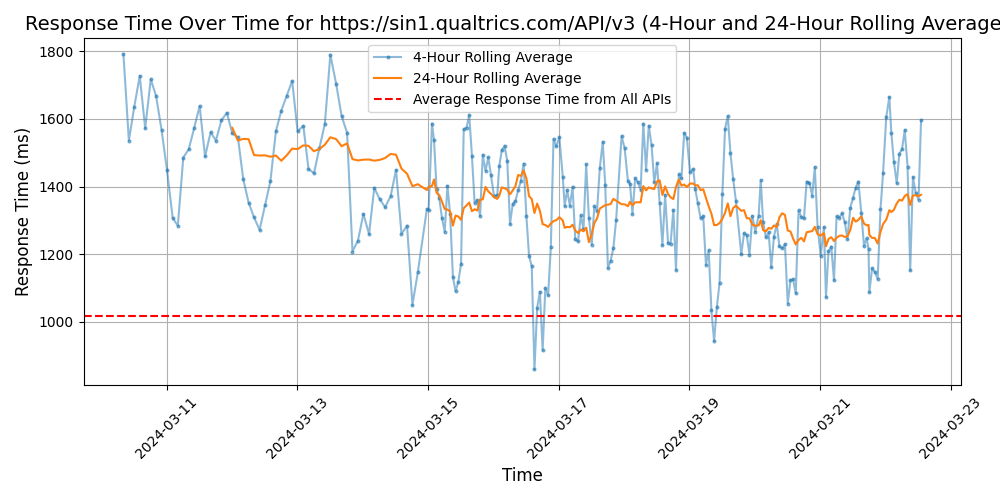 Response Time Over Time for https://sin1.qualtrics.com/API/v3 (4-Hour and 24-Hour Rolling Average
1800
1600
1400
1200
1000
Response Time (ms)
4-Hour Rolling Average
24-Hour Rolling Average
Average Response Time from All APIs
2024-03-11
2024-03-13
2024-03-15
2024-03-17
2024-03-19
2024-03-21
2024-03-23
Time